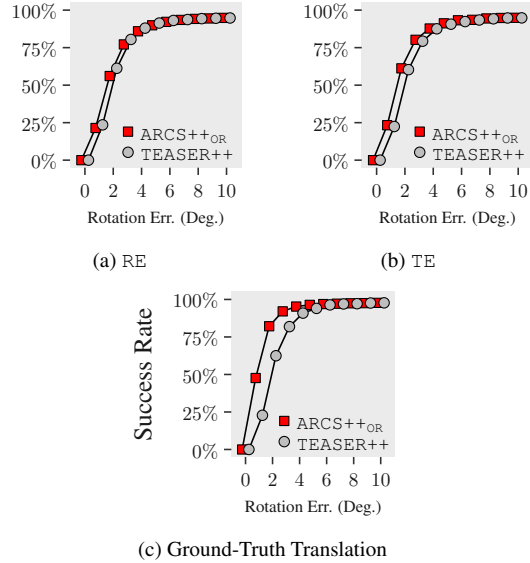 100%
75%
50%
25%
0%
ARCS++OR
TEASER++
0 2 4 6 8 10
Rotation Err. (Deg.)
(a) RE
100%
75%
50%
25%
0%
ARCS++OR
TEASER++
0 2 4 6 8 10
Rotation Err. (Deg.)
(b) TE
Success Rate
100%
75%
50%
25%
0%
ARCS++OR
TEASER++
0 2 4 6 8 10
Rotation Err. (Deg.)
(c) Ground-Truth Translation